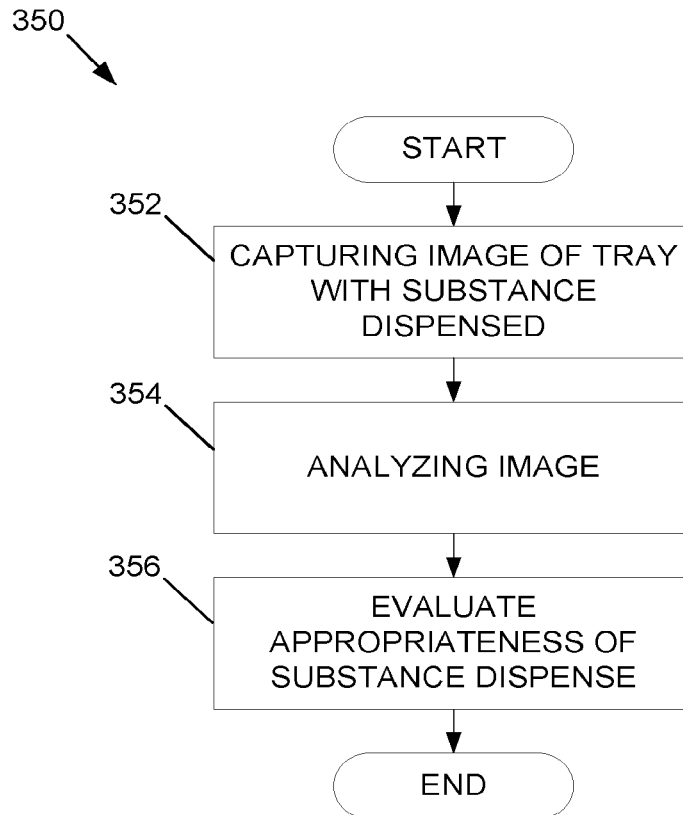 350
START
352
CAPTURING IMAGE OF TRAY
WITH SUBSTANCE
DISPENSED
354
ANALYZING IMAGE
356
EVALUATE
APPROPRIATENESS OF
SUBSTANCE DISPENSE
END